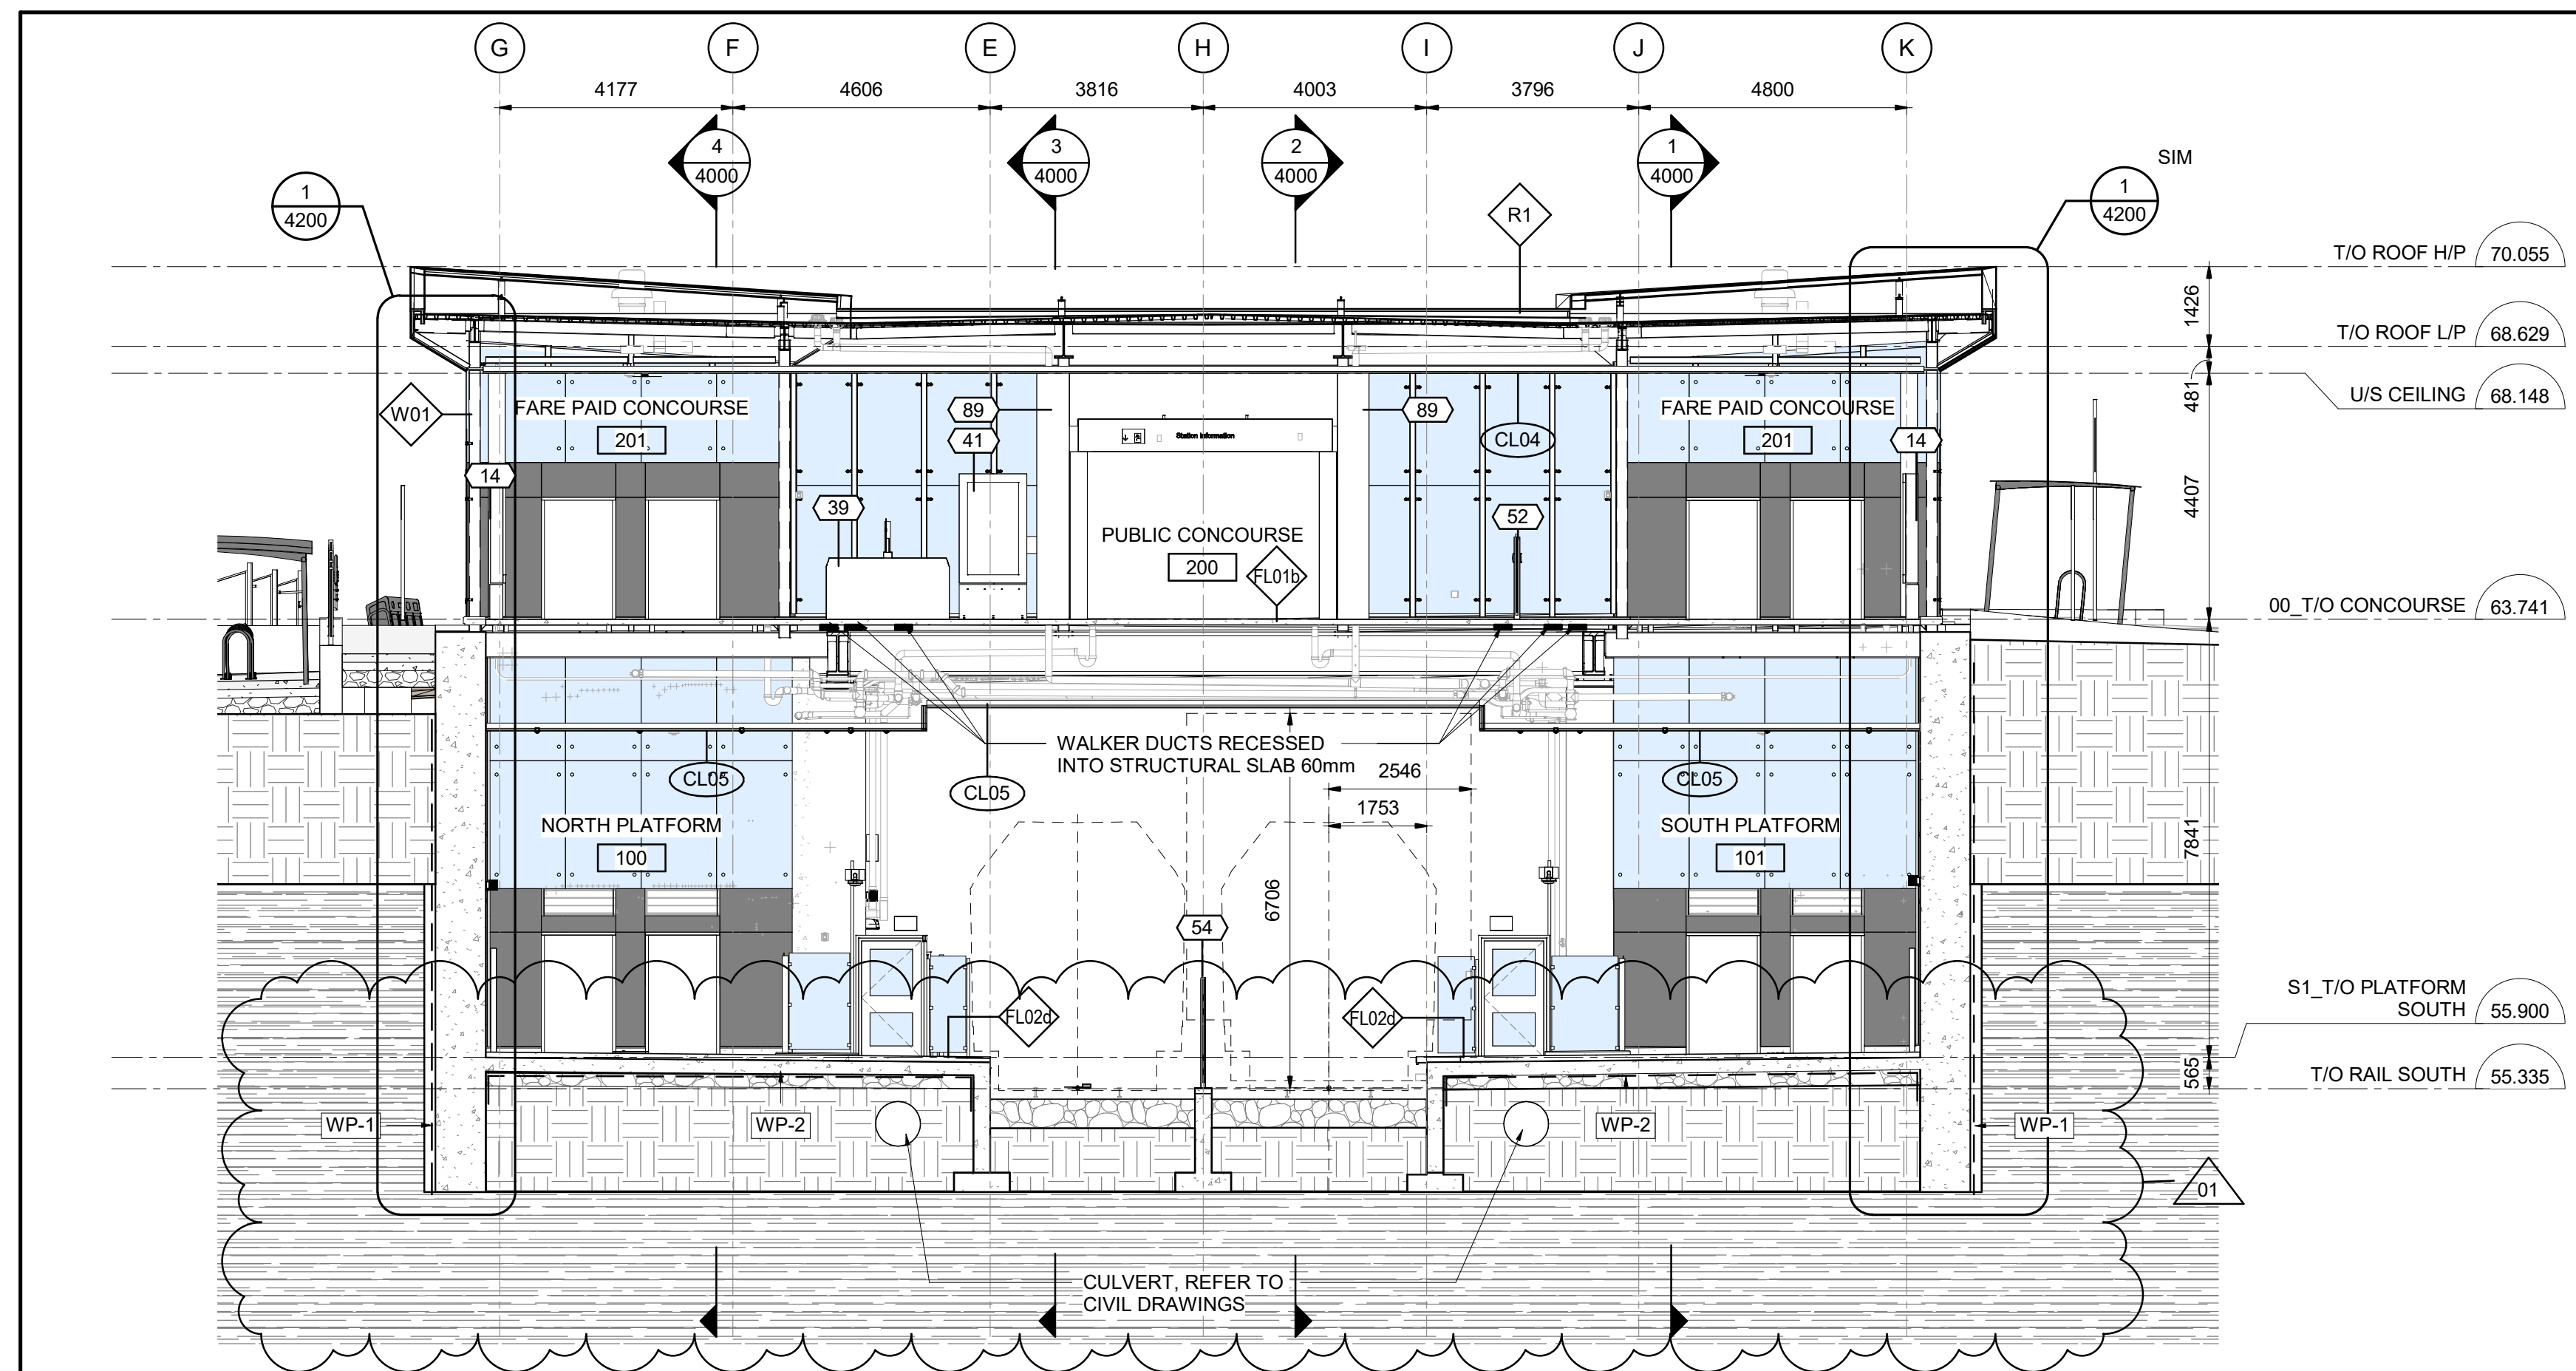 G F E H I J K
4177 4606 3816 4003 3796 4800
4
4000
3
4000
2
4000
1
4000
SIM
1
4200
1
4200
R1
T/O ROOF H/P 70.055
1426
T/O ROOF L/P 68.629
481
U/S CEILING 68.148
W01
FARE PAID CONCOURSE
201
89
41
89
Station Information
CL04
FARE PAID CONCOURSE
201
14
14
39
52
4407
PUBLIC CONCOURSE
200
FL01b
00_T/O CONCOURSE 63.741
WALKER DUCTS RECESSED
INTO STRUCTURAL SLAB 60mm
CL05
CL05
CL05
2546
1753
NORTH PLATFORM
100
SOUTH PLATFORM
101
7841
6706
54
FL02d
FL02d
S1_T/O PLATFORM
SOUTH 55.900
565
T/O RAIL SOUTH 55.335
WP-1
WP-2
WP-2
WP-1
01
CULVERT, REFER TO
CIVIL DRAWINGS